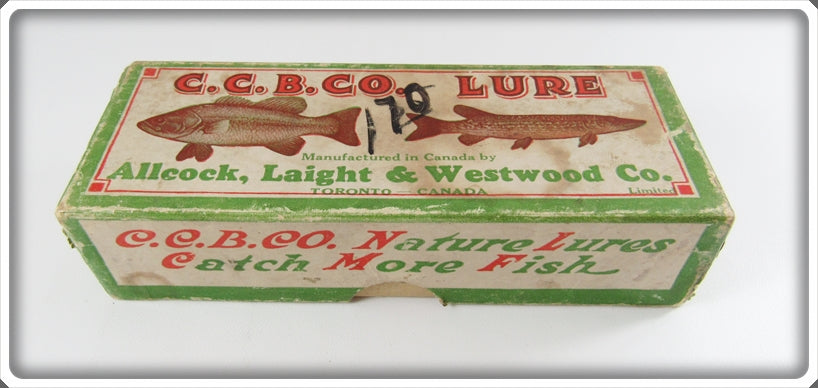 C.C.B.CO. LURE
170
Manufactured in Canada by
Allcock, Laight & Westwood Co.
Limited
TORONTO — CANADA
C.C.B.CO. Nature Lures
Catch More Fish